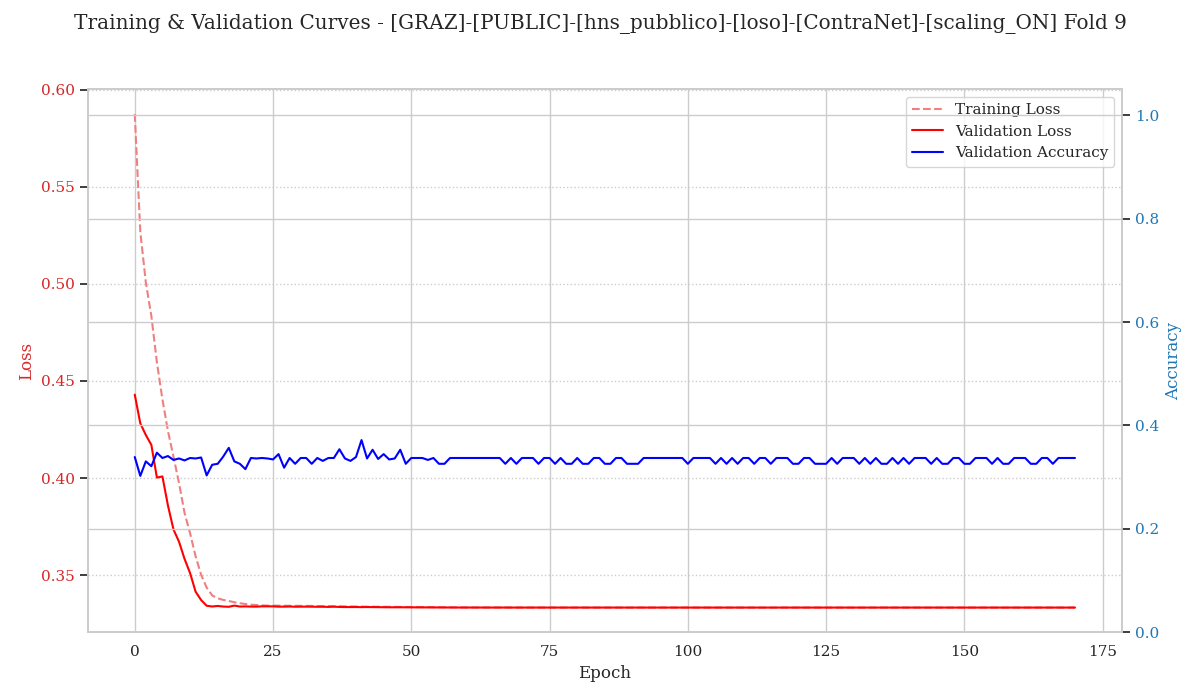 Training & Validation Curves - [GRAZ]-[PUBLIC]-[hns_pubblico]-[loso]-[ContraNet]-[scaling_ON] Fold 9
Training Loss
Validation Loss
Validation Accuracy
Loss
0.60
0.55
0.50
0.45
0.40
0.35
1.0
0.8
0.6
0.4
0.2
0.0
Accuracy
0
25
50
75
100
125
150
175
Epoch